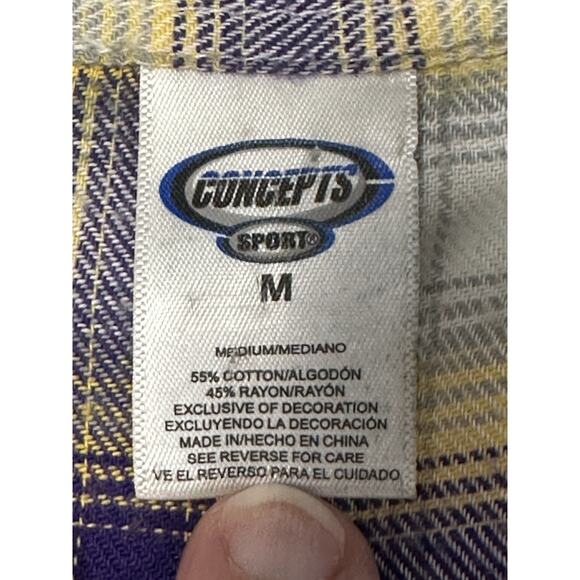 CONCEPTS
SPORT®
M
MEDIUM/MEDIANO
55% COTTON/ALGODÓN
45% RAYON/RAYÓN
EXCLUSIVE OF DECORATION
EXCLUYENDO LA DECORACIÓN
MADE IN/HECHO EN CHINA
SEE REVERSE FOR CARE
VE EL REVERSO PARA EL CUIDADO